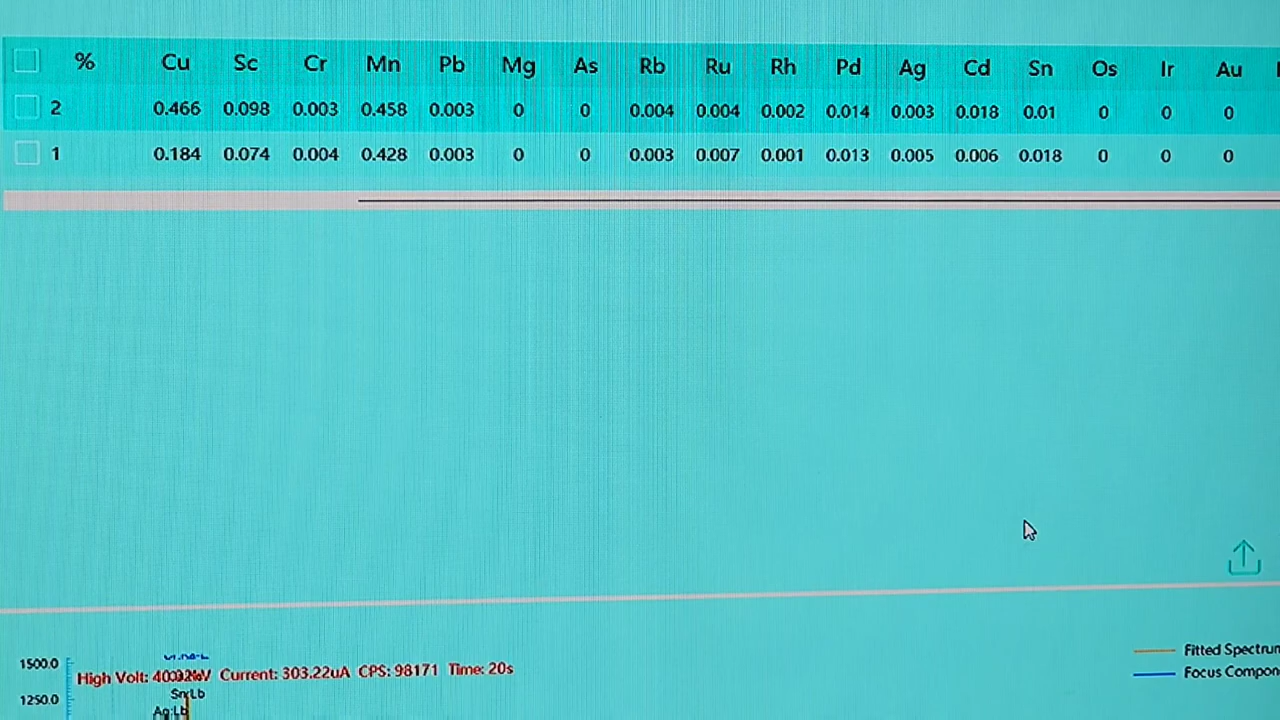 % Cu Sc Cr Mn Pb Mg As Rb Ru Rh Pd Ag Cd Sn Os Ir Au
2 0.466 0.098 0.003 0.458 0.003 0 0 0.004 0.004 0.002 0.014 0.003 0.018 0.01 0 0 0
1 0.184 0.074 0.004 0.428 0.003 0 0 0.003 0.007 0.001 0.013 0.005 0.006 0.018 0 0 0
Fitted Spectrum
1500.0
High Volt: Current: 303.22uA CPS: 98171 Time: 20s
Focus Compon
Sn:Lb
1250.0
Ag:Lb